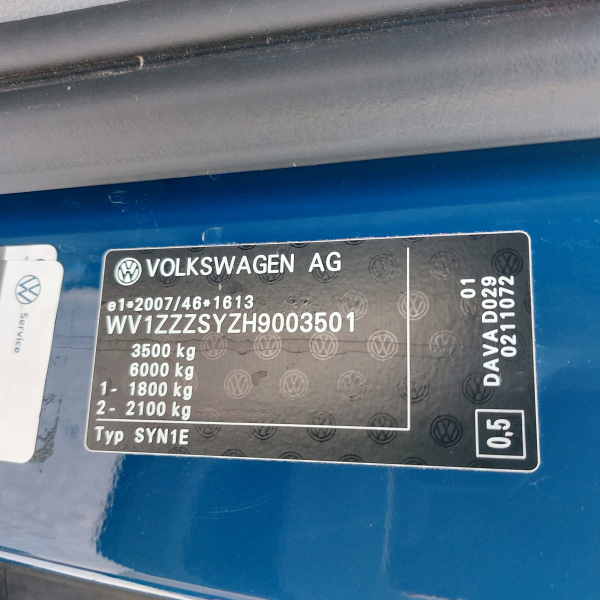 VOLKSWAGEN AG
e1*2007/46*1613
WV1ZZZSYZH9003501
3500 kg
6000 kg
1- 1800 kg
2- 2100 kg
Typ SYN1E
01
DAVA D029
0211072
0,5
Service